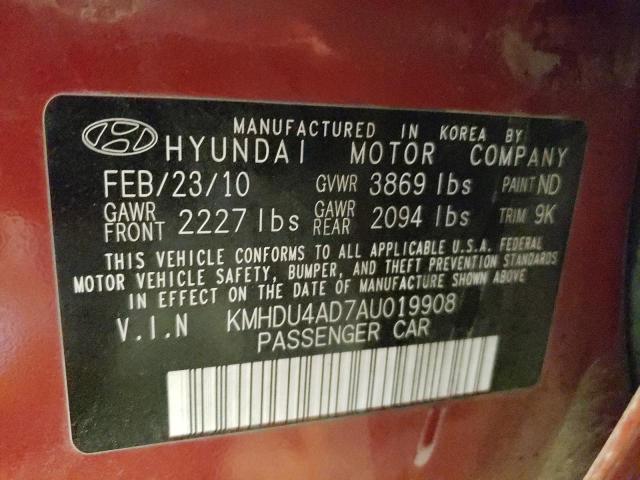 MANUFACTURED IN KOREA BY
HYUNDAI MOTOR COMPANY
FEB/23/10 GVWR 3869 lbs PAINT ND
GAWR FRONT 2227 lbs GAWR REAR 2094 lbs TRIM 9K
THIS VEHICLE CONFORMS TO ALL APPLICABLE U.S.A. FEDERAL
MOTOR VEHICLE SAFETY, BUMPER, AND THEFT PREVENTION STANDARDS
IN EFFECT ON THE DATE OF MANUFACTURE SHOWN ABOVE
V.I.N KMHDU4AD7AU019908
PASSENGER CAR